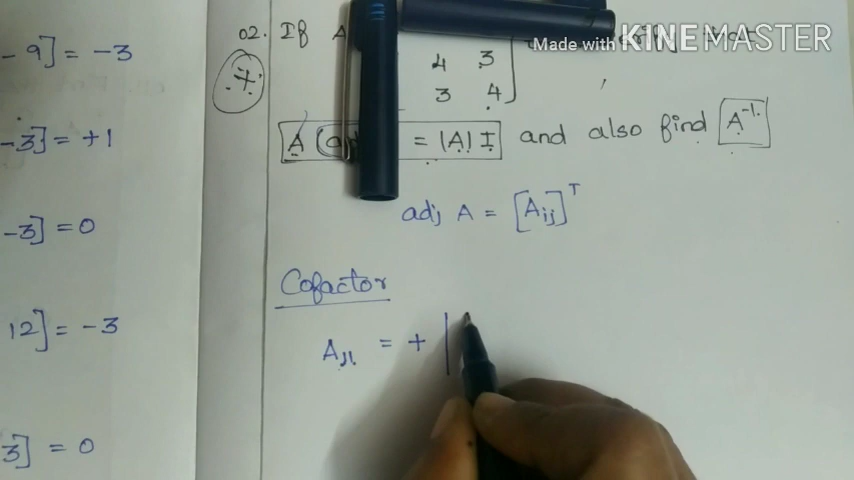 - 9] = -3
-3] = +1
-3] = 0
12] = -3
3] = 0
02. If A
4 3
3 4
A = |A| I and also find A⁻¹.
adj A = [Aij]ᵀ
Cofactor
A₁₁ = + |
Made with KINEMASTER